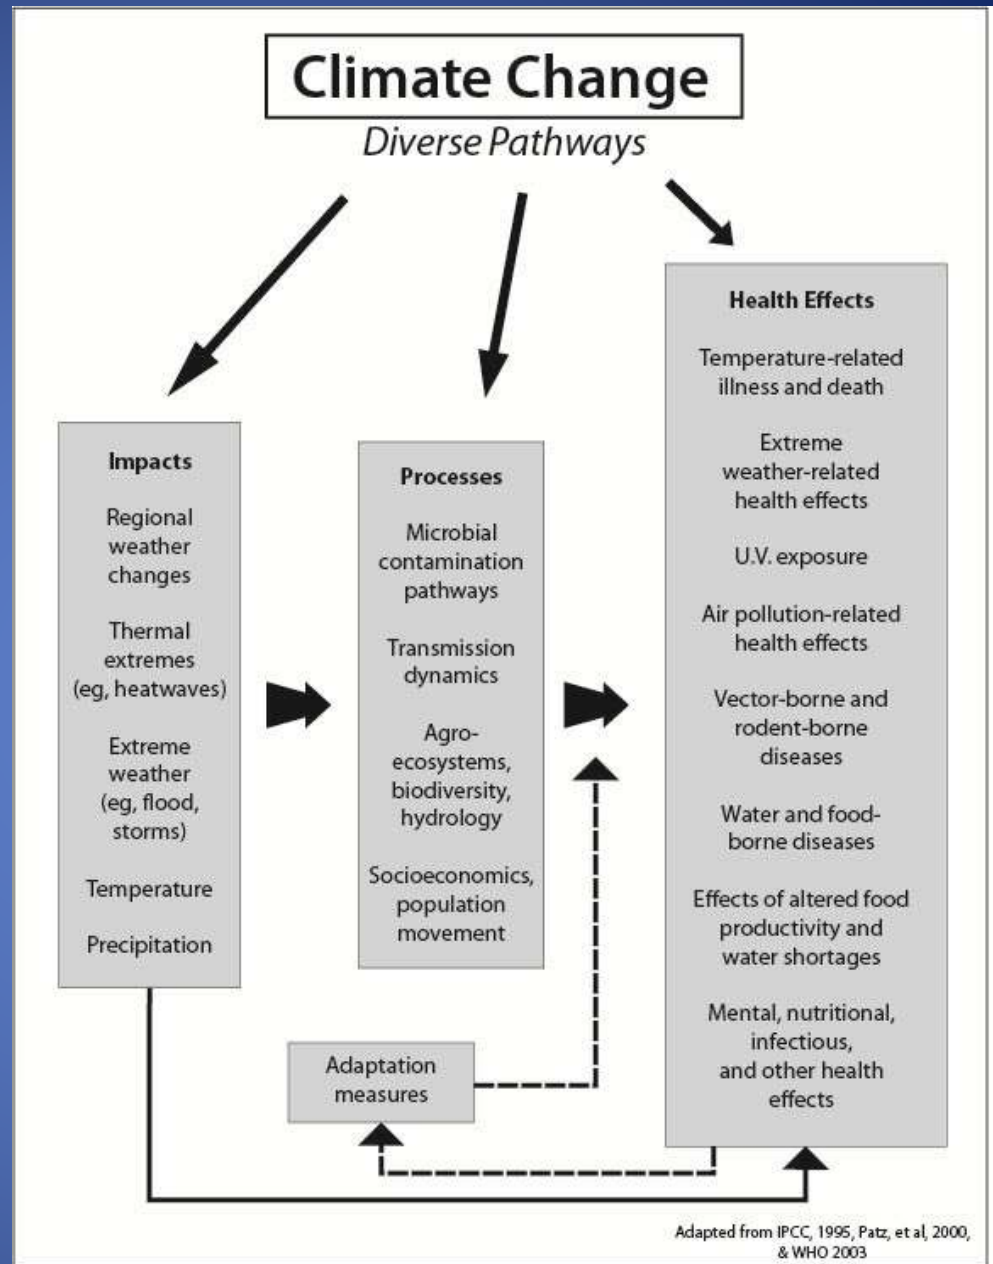 Climate Change
Diverse Pathways
Impacts
Regional
weather
changes
Thermal
extremes
(eg, heatwaves)
Extreme
weather
(eg, flood,
storms)
Temperature
Precipitation
Processes
Microbial
contamination
pathways
Transmission
dynamics
Agro-
ecosystems,
biodiversity,
hydrology
Socioeconomics,
population
movement
Health Effects
Temperature-related
illness and death
Extreme
weather-related
health effects
U.V. exposure
Air pollution-related
health effects
Vector-borne and
rodent-borne
diseases
Water and food-
borne diseases
Effects of altered food
productivity and
water shortages
Mental, nutritional,
infectious,
and other health
effects
Adaptation
measures
Adapted from IPCC, 1995, Patz, et al, 2000,
& WHO 2003